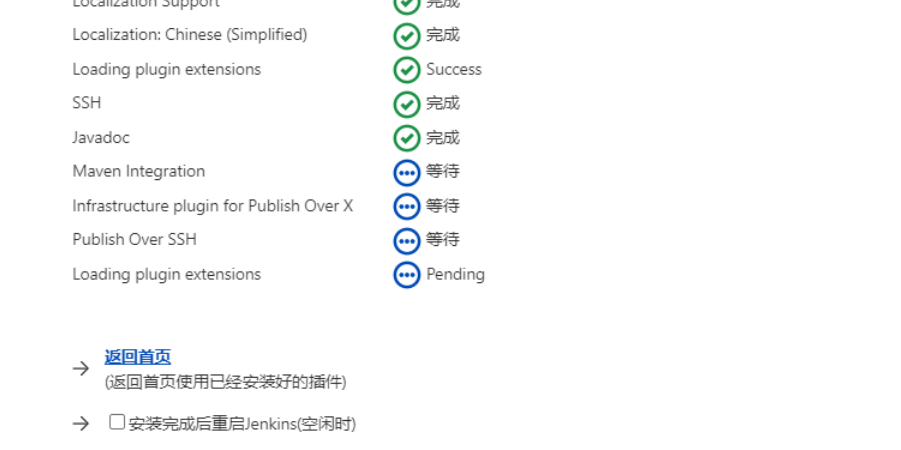 Localization Support 完成
Localization: Chinese (Simplified) 完成
Loading plugin extensions Success
SSH 完成
Javadoc 完成
Maven Integration 等待
Infrastructure plugin for Publish Over X 等待
Publish Over SSH 等待
Loading plugin extensions Pending
返回首页
(返回首页使用已经安装好的插件)
安装完成后重启Jenkins(空闲时)